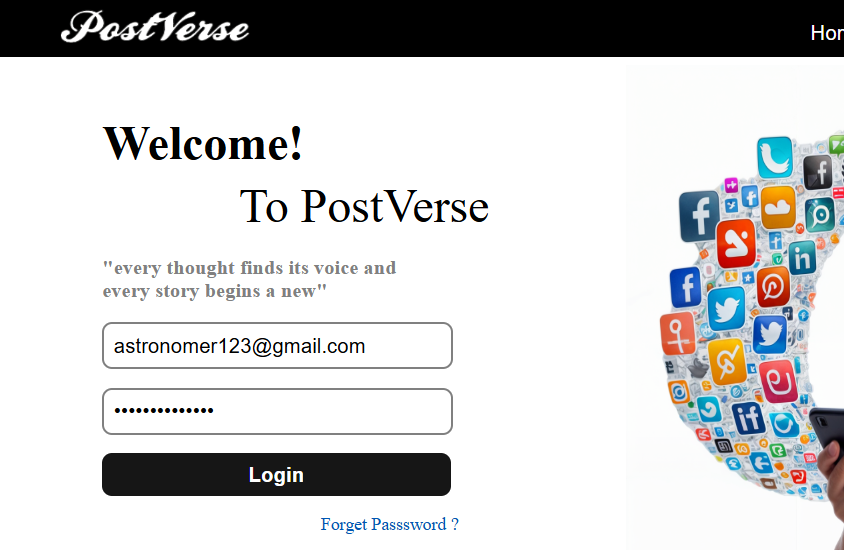 PostVerse
Welcome!
To PostVerse
"every thought finds its voice and
every story begins a new"
astronomer123@gmail.com
••••••••••••••
Login
Forget Passsword ?